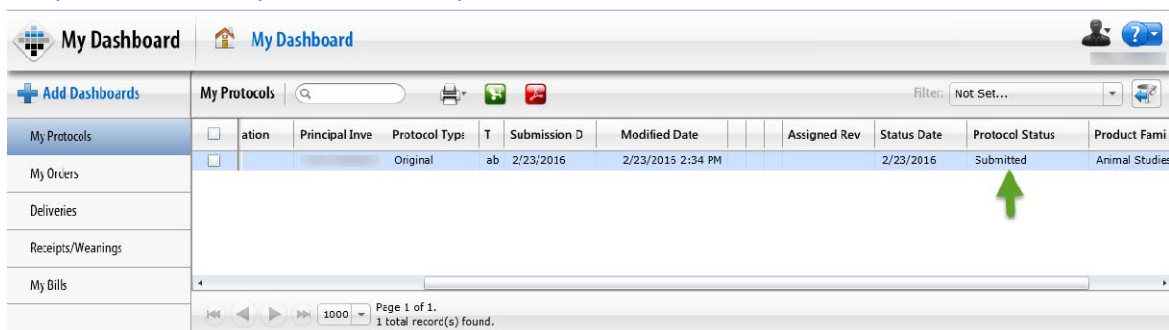 My Dashboard
My Dashboard
Add Dashboards
My Protocols
Filter:
Not Set...
My Protocols
My Orders
Deliveries
Receipts/Weanings
My Bills
ation Principal Inve Protocol Type T Submission D Modified Date Assigned Rev Status Date Protocol Status Product Fami
Original ab 2/23/2016 2/23/2016 2:34 PM 2/23/2016 Submitted Animal Studies
1000
Page 1 of 1.
1 total record(s) found.